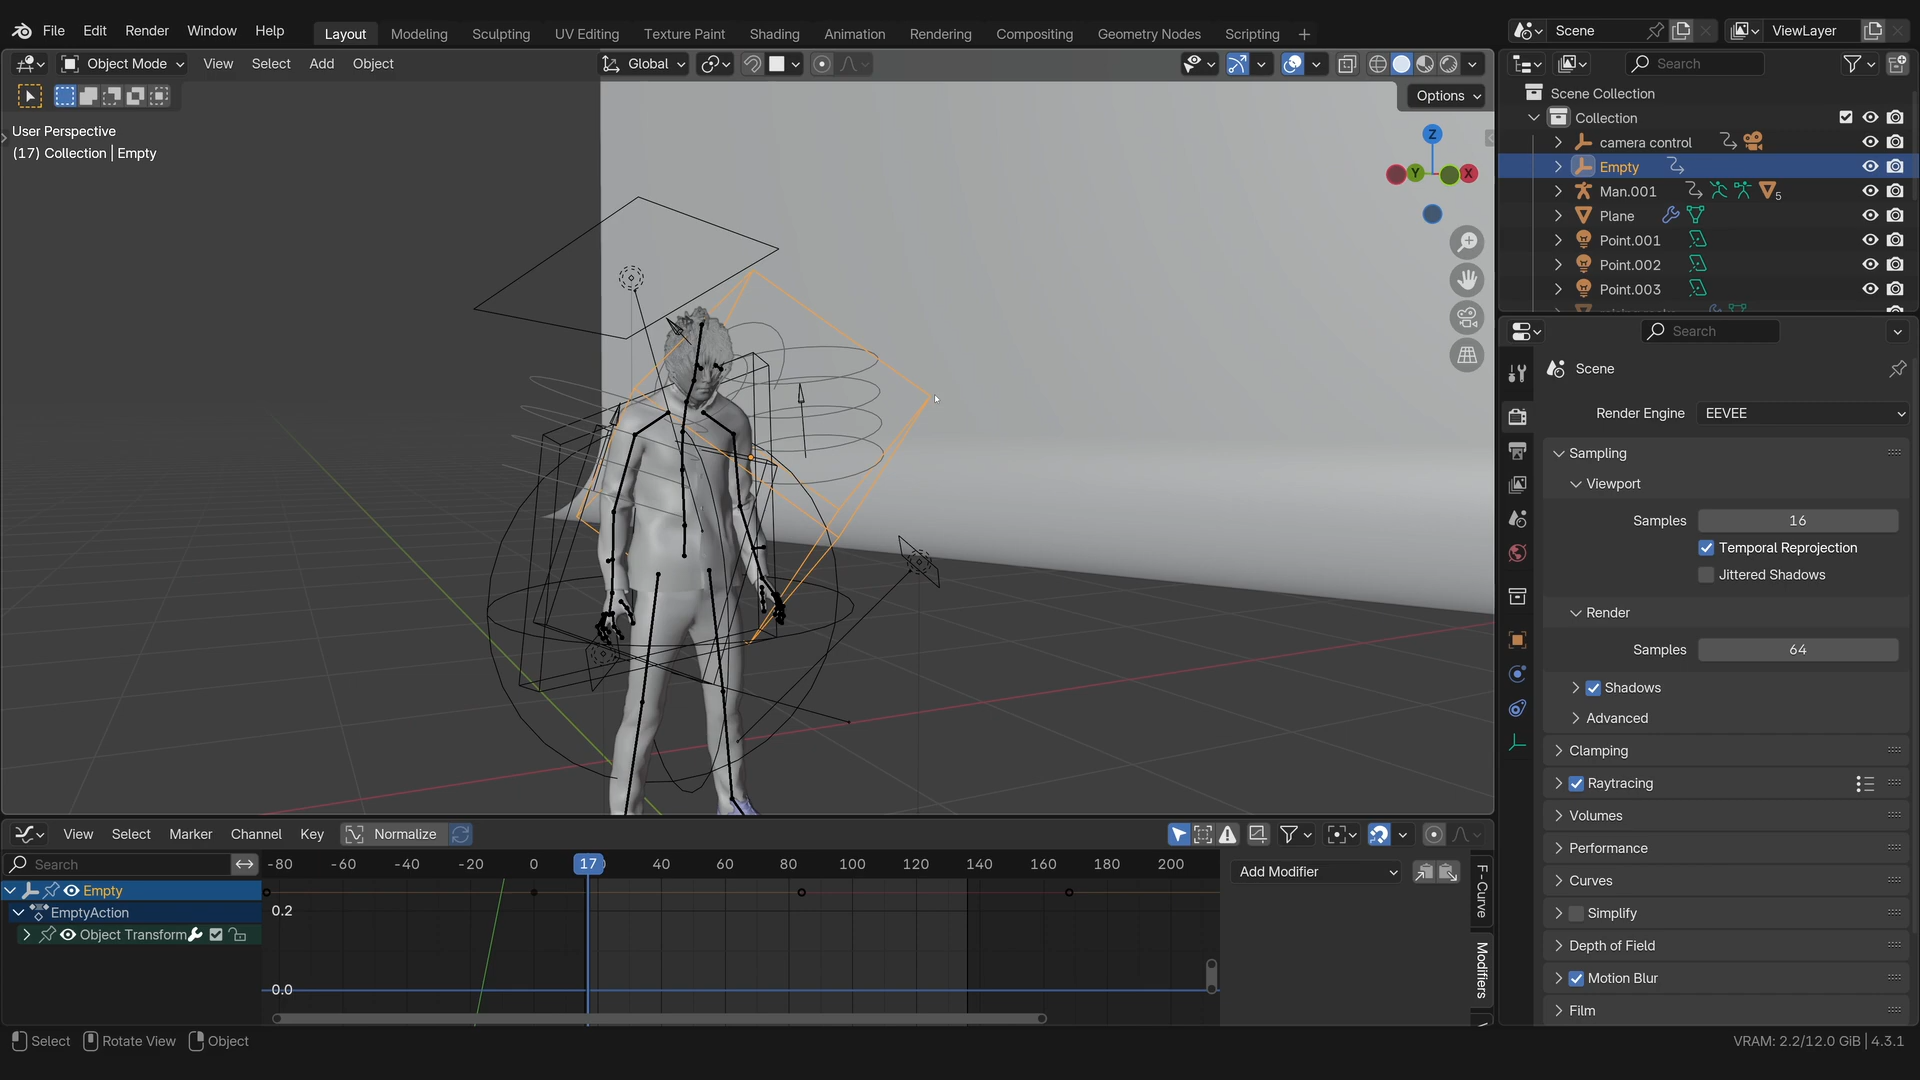 File Edit Render Window Help
Layout Modeling Sculpting UV Editing Texture Paint Shading Animation Rendering Compositing Geometry Nodes Scripting +
Scene
ViewLayer
Object Mode View Select Add Object
Global
Options
User Perspective
(17) Collection | Empty
Z
Y
X
Search
Scene Collection
Collection
camera control
Empty
Man.001
5
Plane
Point.001
Point.002
Point.003
Search
Scene
Render Engine EEVEE
Sampling
Viewport
Samples 16
Temporal Reprojection
Jittered Shadows
Render
Samples 64
Shadows
Advanced
Clamping
Raytracing
Volumes
Performance
Curves
Simplify
Depth of Field
Motion Blur
Film
View Select Marker Channel Key Normalize
Search
-80 -60 -40 -20 0 17 40 60 80 100 120 140 160 180 200
Empty
EmptyAction
Object Transform
0.2
0.0
Add Modifier
F-Curve
Modifiers
Select Rotate View Object
VRAM: 2.2/12.0 GiB | 4.3.1